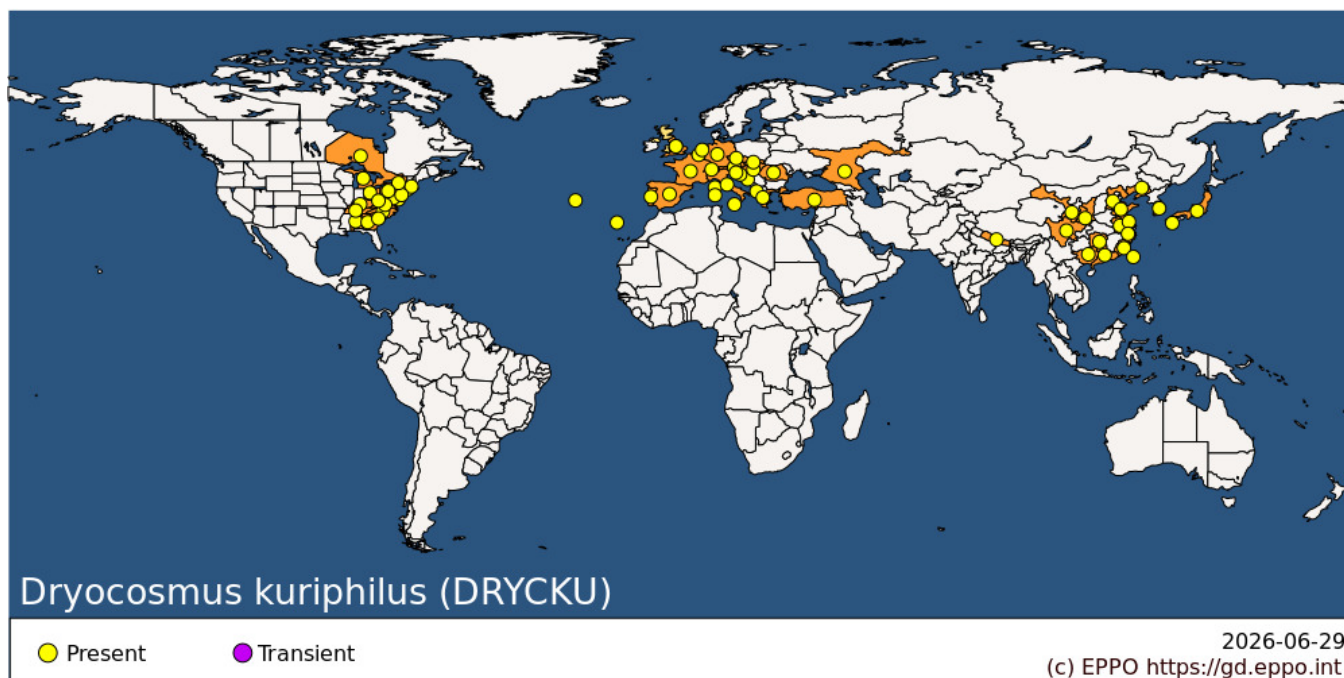 Dryocosmus kuriphilus (DRYCKU)
Present
Transient
2026-06-29
(c) EPPO https://gd.eppo.int